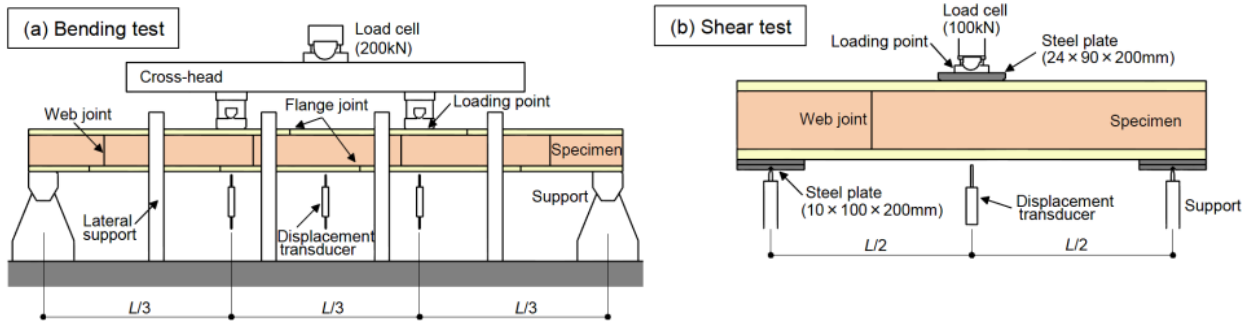 (a) Bending test
Load cell
(200kN)
Cross-head
Web joint
Flange joint
Loading point
Specimen
Lateral
support
Displacement
transducer
Support
L/3
L/3
L/3
(b) Shear test
Load cell
(100kN)
Loading point
Steel plate
(24×90×200mm)
Web joint
Specimen
Steel plate
(10×100×200mm)
Displacement
transducer
Support
L/2
L/2